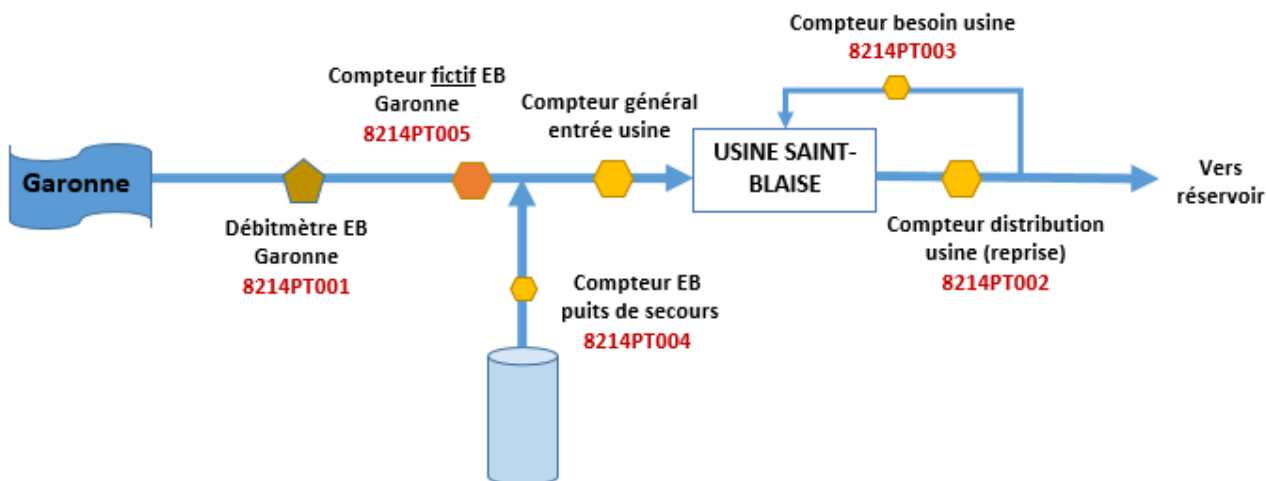 Compteur besoin usine
8214PT003
Compteur fictif EB
Garonne
8214PT005
Compteur général
entrée usine
Garonne
USINE SAINT-
BLAISE
Vers
réservoir
Débitmètre EB
Garonne
8214PT001
Compteur EB
puits de secours
8214PT004
Compteur distribution
usine (reprise)
8214PT002